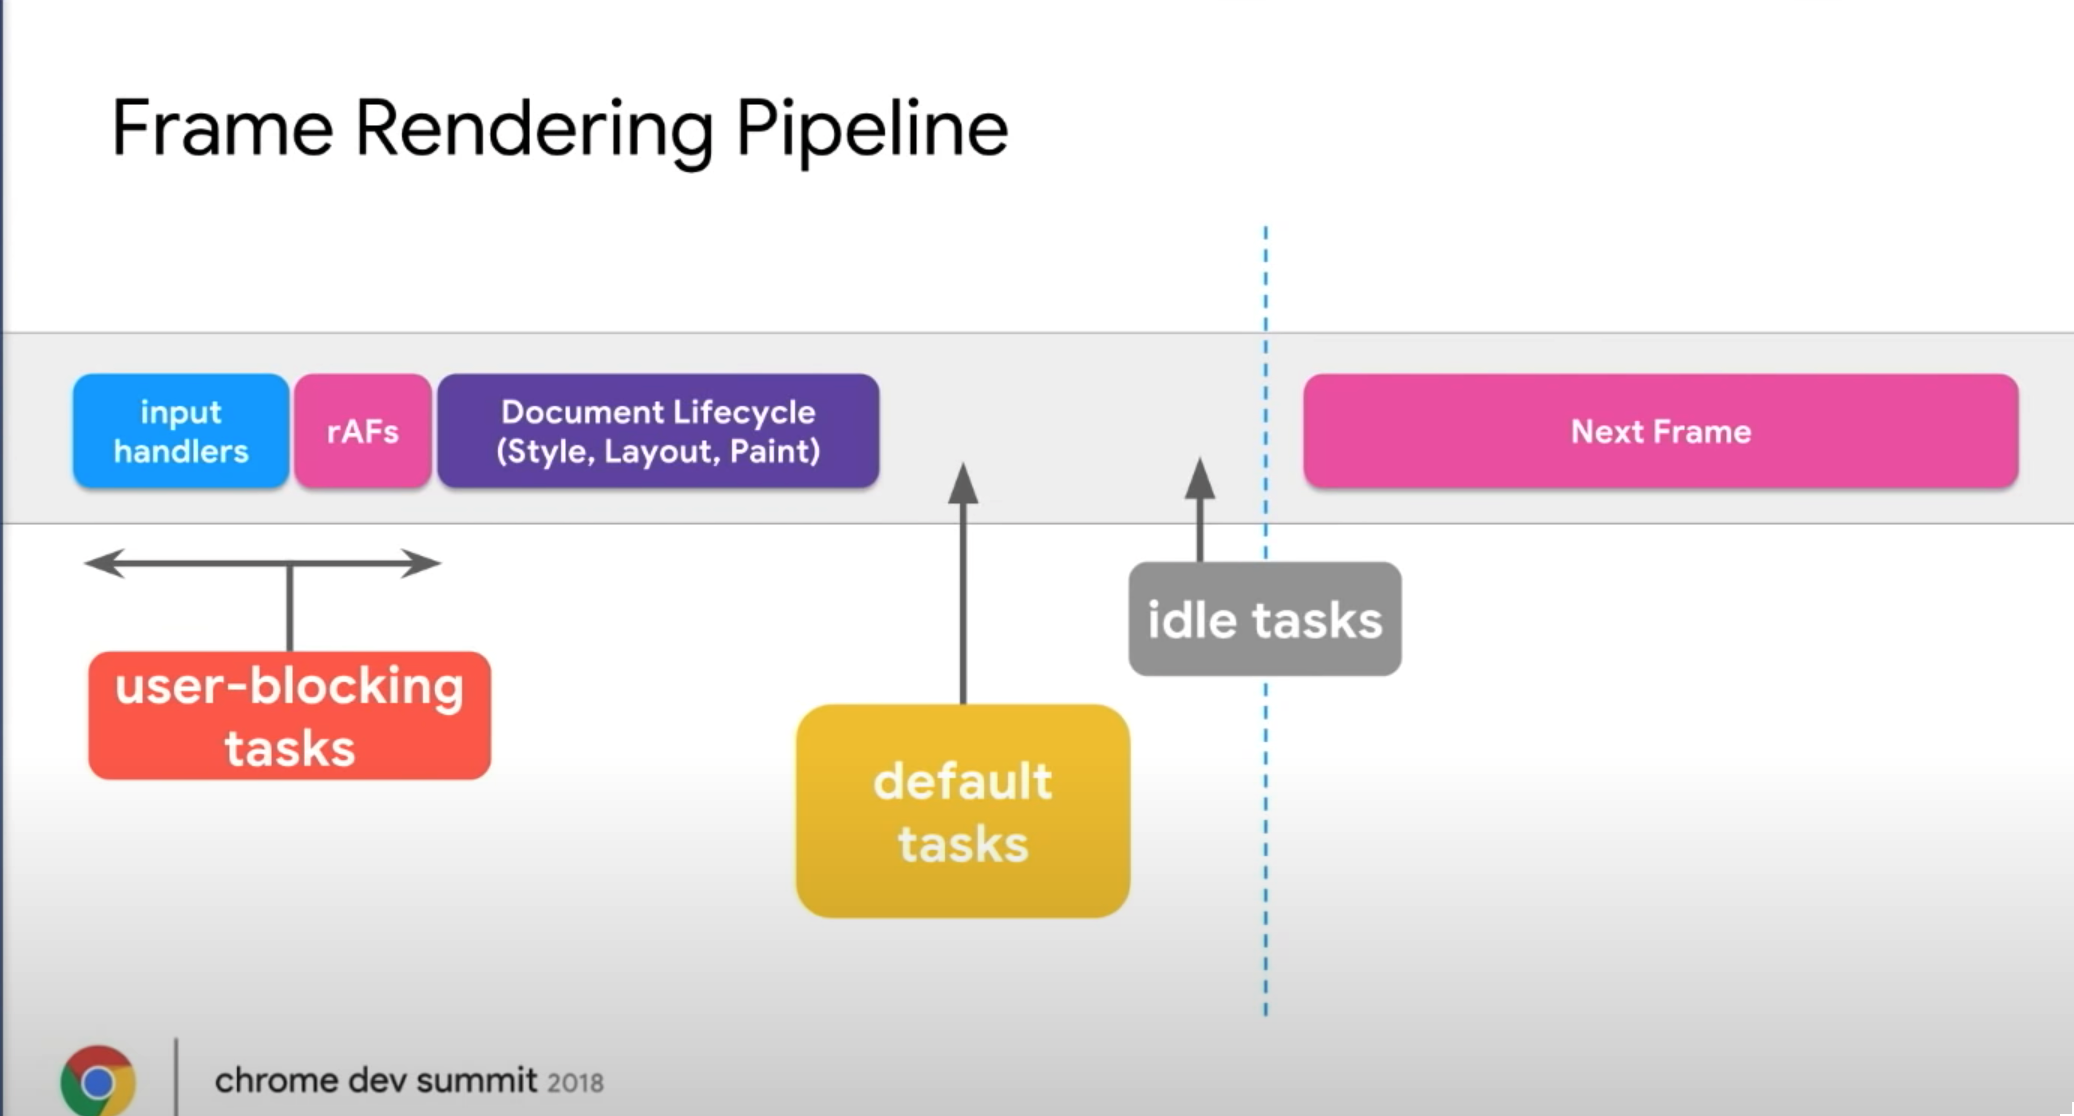 Frame Rendering Pipeline
input
handlers
rAFs
Document Lifecycle
(Style, Layout, Paint)
Next Frame
user-blocking
tasks
default
tasks
idle tasks
chrome dev summit 2018